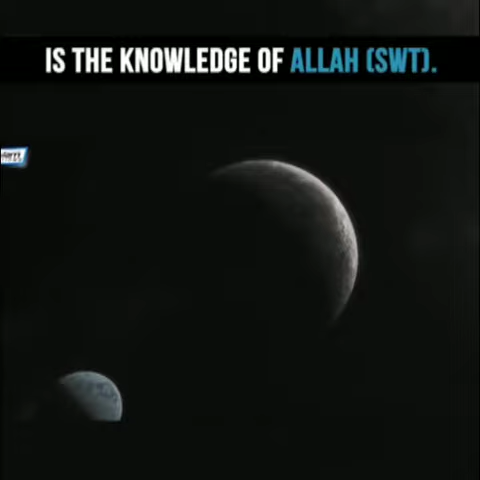 IS THE KNOWLEDGE OF ALLAH (SWT).